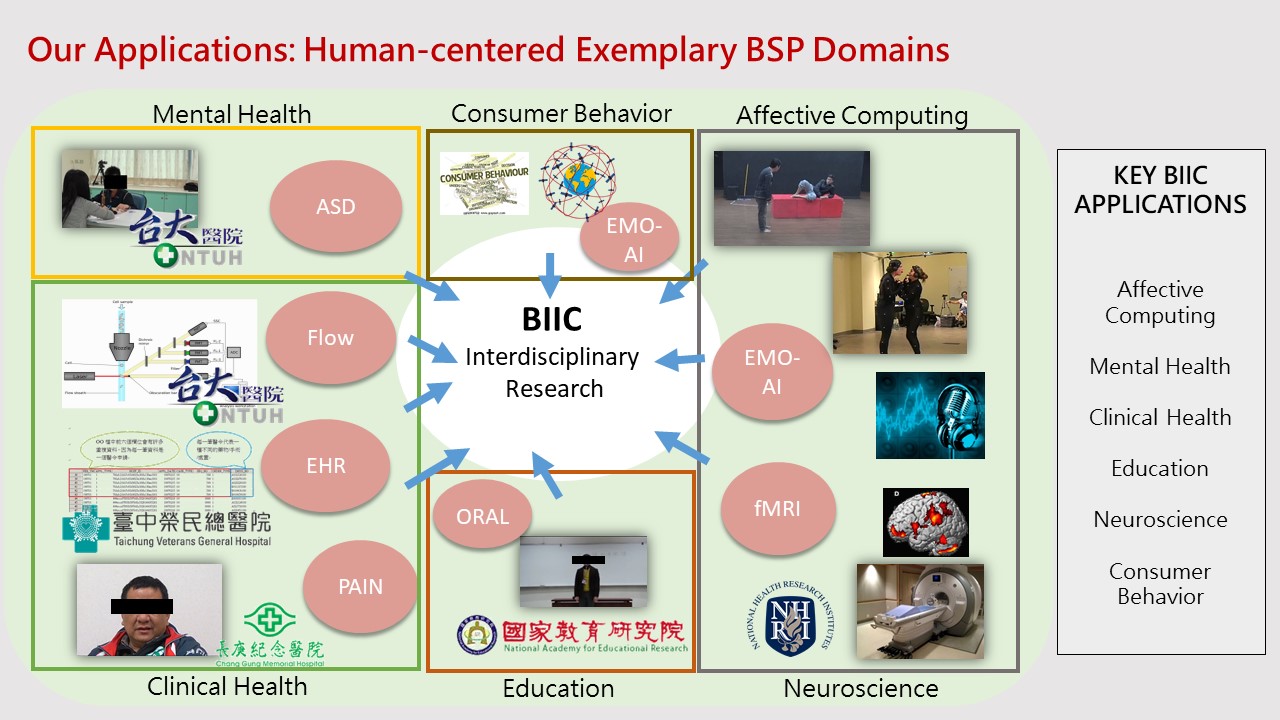 Our Applications: Human-centered Exemplary BSP Domains
Mental Health
Consumer Behavior
Affective Computing
ASD
台大醫院
NTUH
CONSUMER BEHAVIOUR
EMO-
AI
Flow
台大醫院
NTUH
EHR
臺中榮民總醫院
Taichung Veterans General Hospital
PAIN
長庚紀念醫院
Chang Gung Memorial Hospital
Clinical Health
BIIC
Interdisciplinary
Research
ORAL
國家教育研究院
National Academy for Educational Research
Education
EMO-
AI
fMRI
D
NATIONAL HEALTH RESEARCH INSTITUTES
NH
RI
Neuroscience
KEY BIIC
APPLICATIONS
Affective
Computing
Mental Health
Clinical Health
Education
Neuroscience
Consumer
Behavior